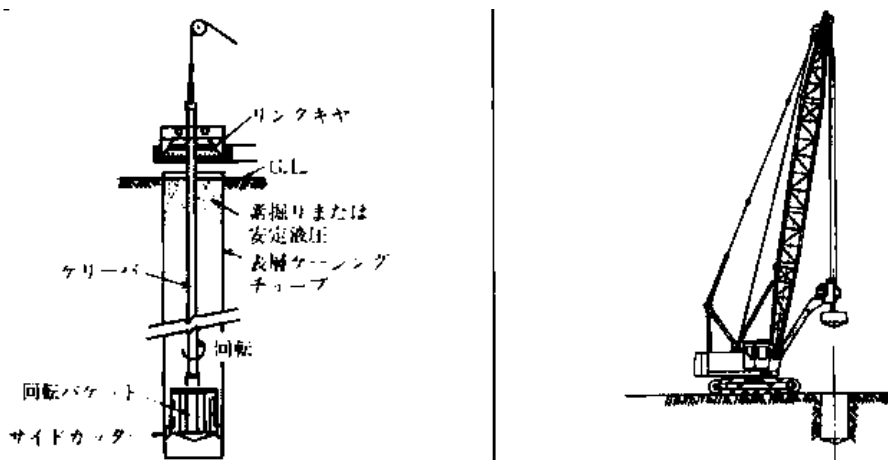 リングギヤ
G.L.
素掘りまたは
安定液圧
表層ケーシング
チューブ
ケリーバ
回転
回転バケット
サイドカッター